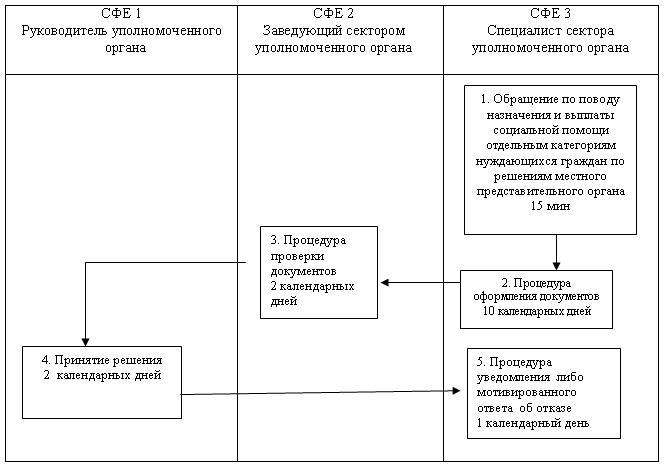 СФЕ 1
Руководитель уполномоченного
органа
СФЕ 2
Заведующий сектором
уполномоченного органа
СФЕ 3
Специалист сектора
уполномоченного органа
1. Обращение по поводу
назначения и выплаты
социальной помощи
отдельным категориям
нуждающихся граждан по
решениям местного
представительного органа
15 мин
2. Процедура
оформления документов
10 календарных дней
3. Процедура
проверки
документов
2 календарных
дней
4. Принятие решения
2 календарных дней
5. Процедура
уведомления либо
мотивированного
ответа об отказе
1 календарный день